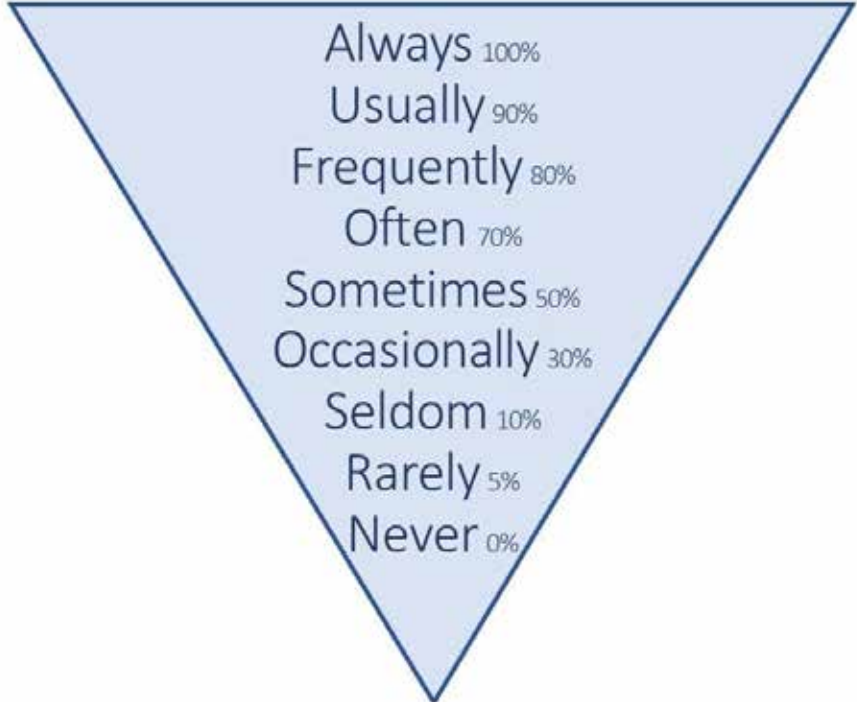 Always 100%
Usually 90%
Frequently 80%
Often 70%
Sometimes 50%
Occasionally 30%
Seldom 10%
Rarely 5%
Never 0%